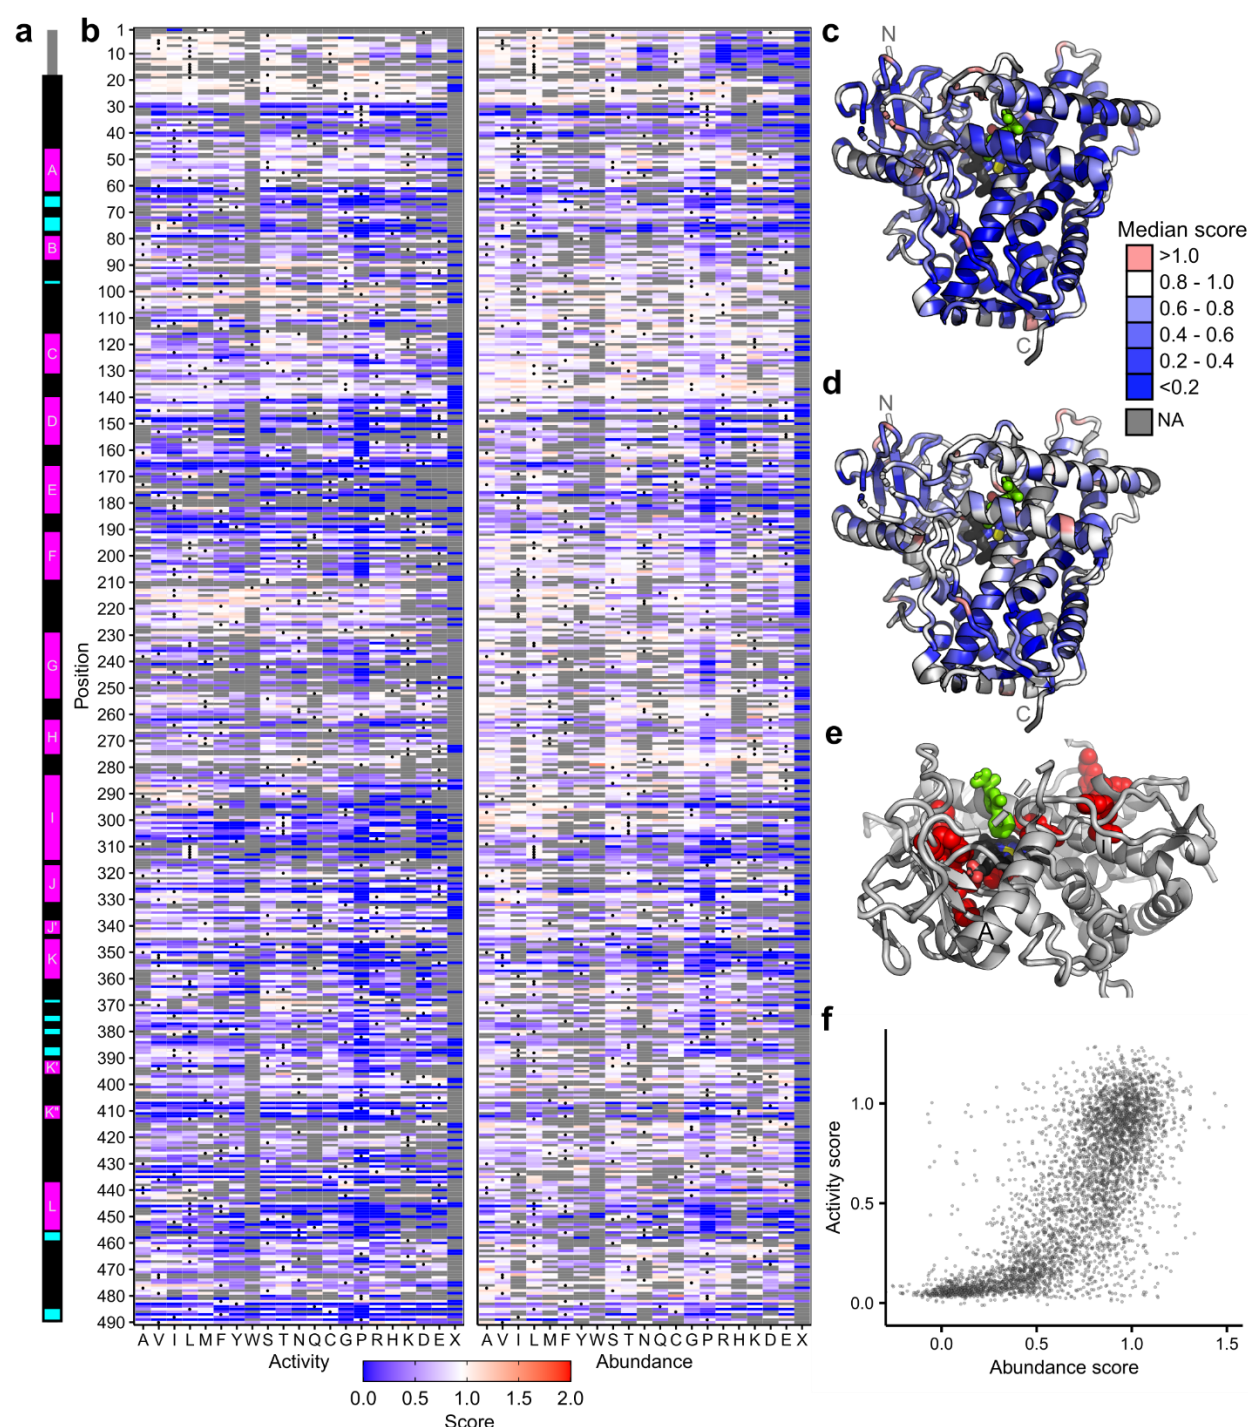 a
b
c
d
e
f
A
B
C
D
E
F
G
H
I
J
J'
K
K'
K"
L
Position
1
10
20
30
40
50
60
70
80
90
100
110
120
130
140
150
160
170
180
190
200
210
220
230
240
250
260
270
280
290
300
310
320
330
340
350
360
370
380
390
400
410
420
430
440
450
460
470
480
490
A V I L M F Y W S T N Q C G P R H K D E X
Activity
A V I L M F Y W S T N Q C G P R H K D E X
Abundance
0.0 0.5 1.0 1.5 2.0
Score
N
C
Median score
>1.0
0.8 - 1.0
0.6 - 0.8
0.4 - 0.6
0.2 - 0.4
<0.2
NA
N
C
A
I
Activity score
1.0
0.5
0.0
0.0 0.5 1.0 1.5
Abundance score